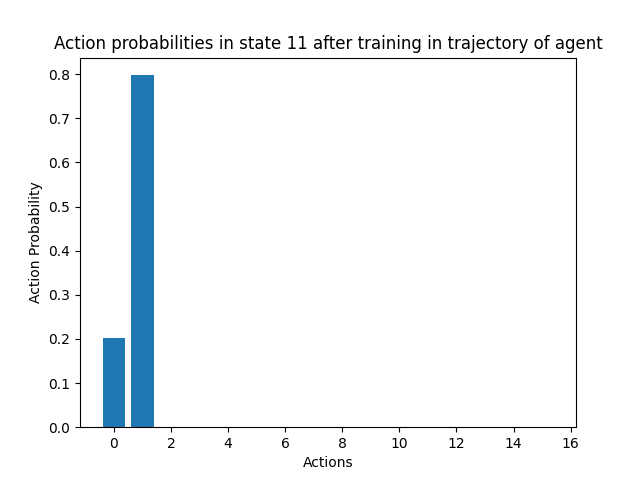 Action probabilities in state 11 after training in trajectory of agent
0.8
0.7
0.6
0.5
0.4
0.3
0.2
0.1
0.0
Action Probability
0 2 4 6 8 10 12 14 16
Actions